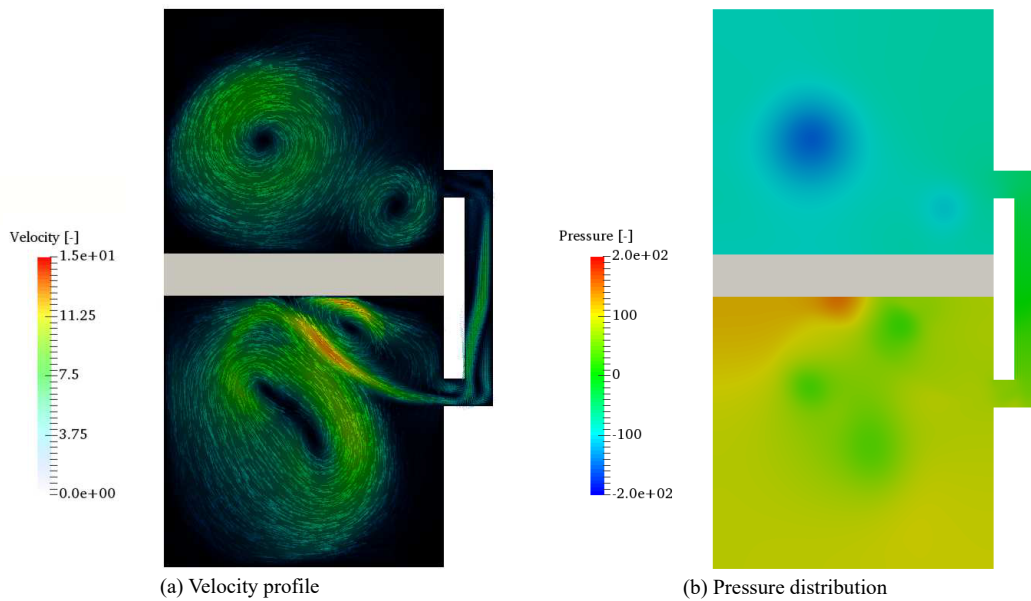 Velocity [-]
1.5e+01
11.25
7.5
3.75
0.0e+00
(a) Velocity profile
Pressure [-]
2.0e+02
100
0
-100
-2.0e+02
(b) Pressure distribution